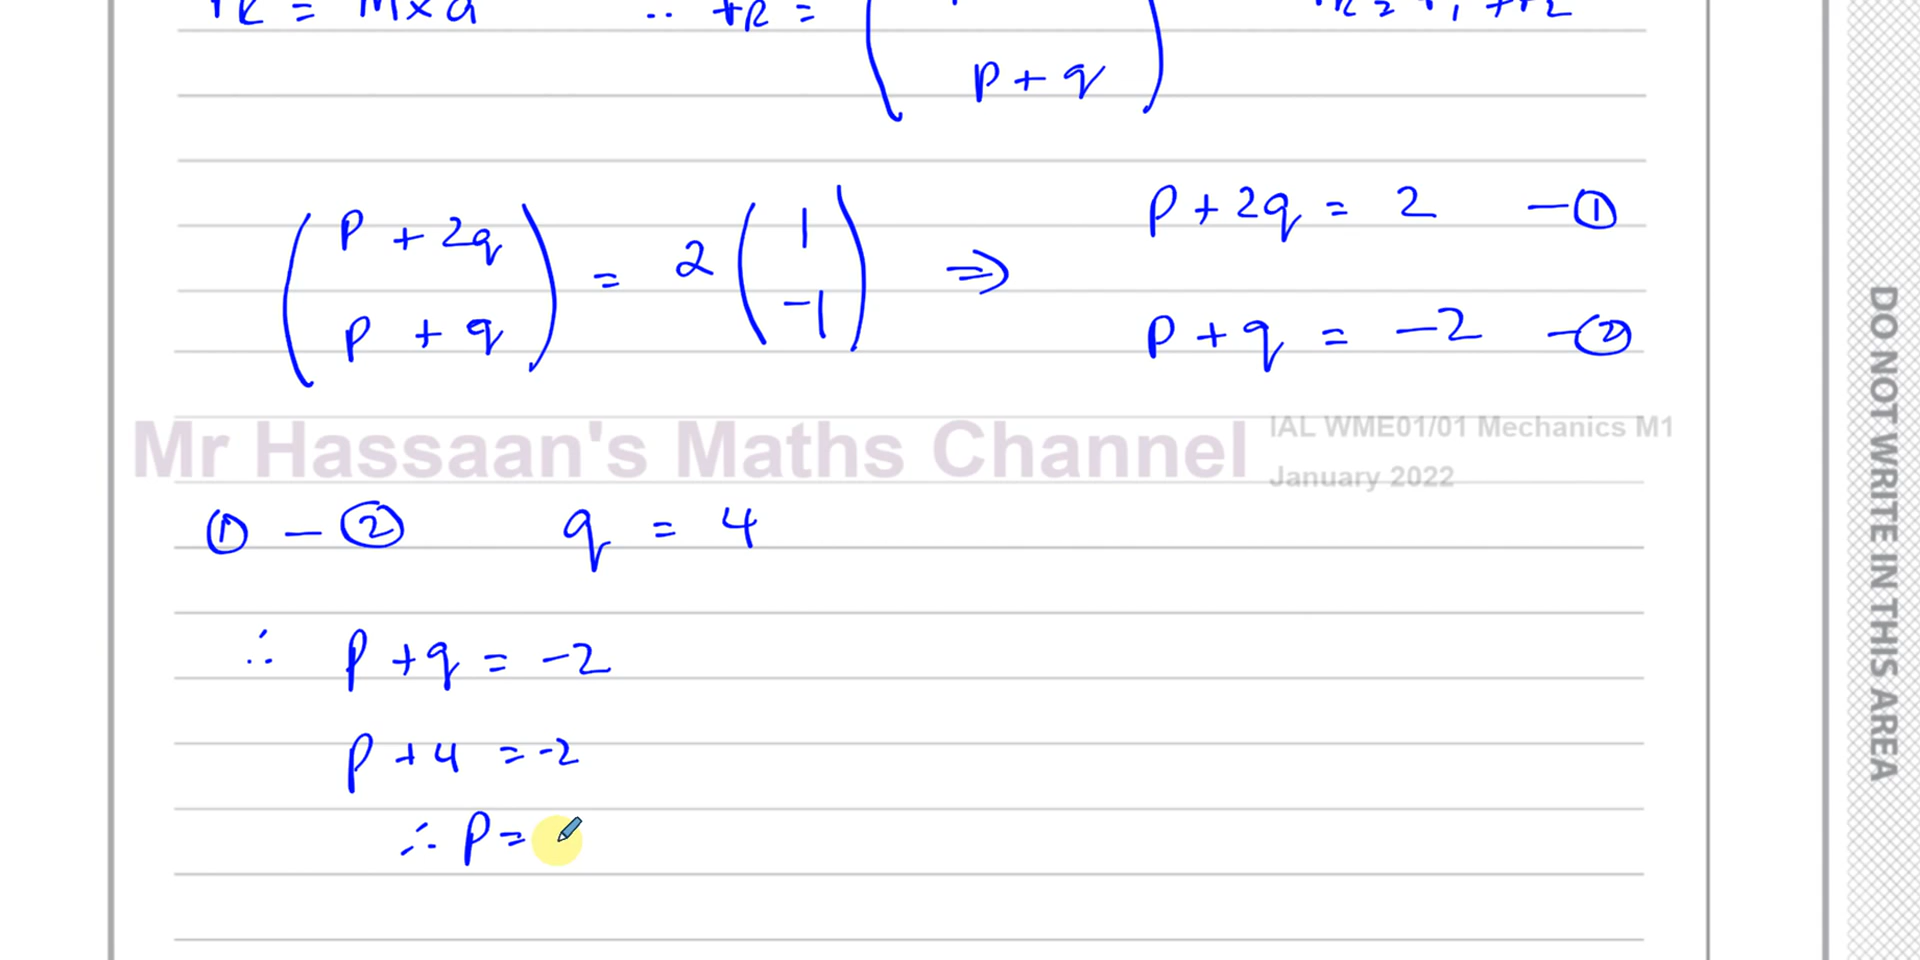 = m × a ∴ =
p + q
( p + 2q
p + q ) = 2 ( 1
-1 ) ⇒
p + 2q = 2 -①
p + q = -2 -②
Mr Hassaan's Maths Channel
IAL WME01/01 Mechanics M1
January 2022
① - ② q = 4
∴ p + q = -2
p + 4 = -2
∴ p =
DO NOT WRITE IN THIS AREA